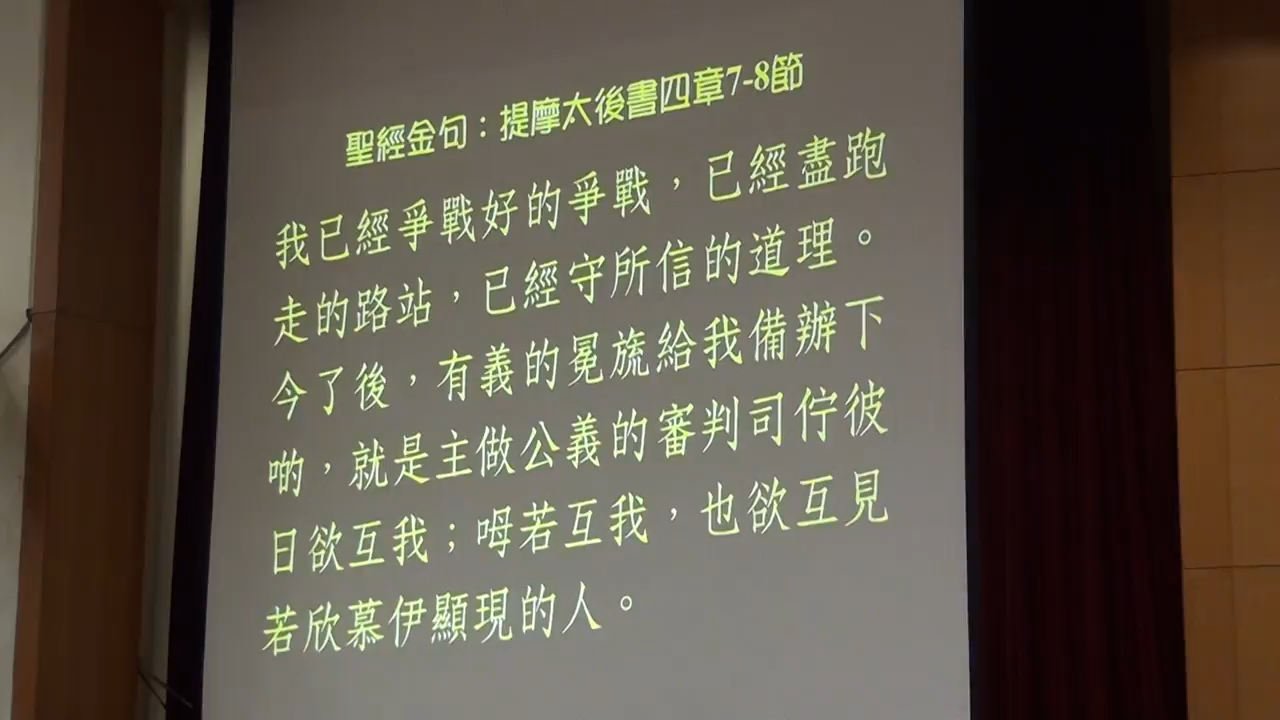 聖經金句：提摩太後書四章7-8節
我已經爭戰好的爭戰，已經盡跑
走的路站，已經守所信的道理。
今了後，有義的冕旒給我備辦下
啲，就是主做公義的審判司佇彼
日欲互我；呣若互我，也欲互見
若欣慕伊顯現的人。